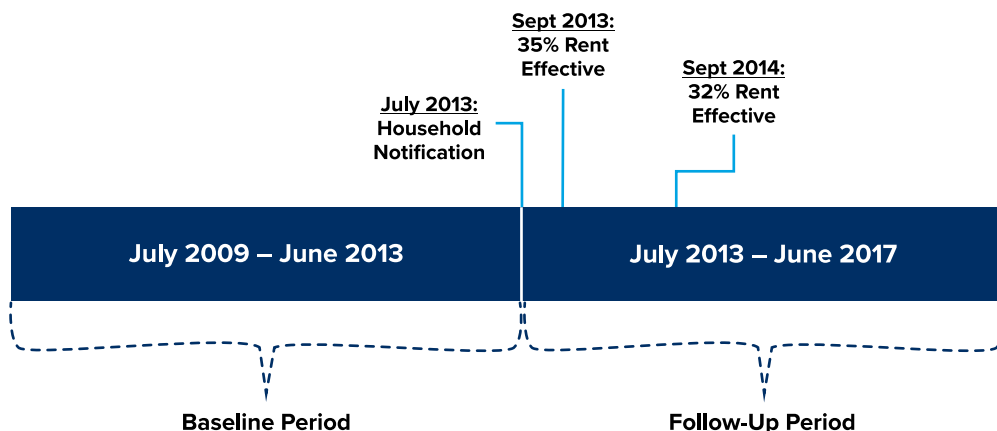 Sept 2013:
35% Rent
Effective
Sept 2014:
32% Rent
Effective
July 2013:
Household
Notification
July 2009 – June 2013
July 2013 – June 2017
Baseline Period
Follow-Up Period